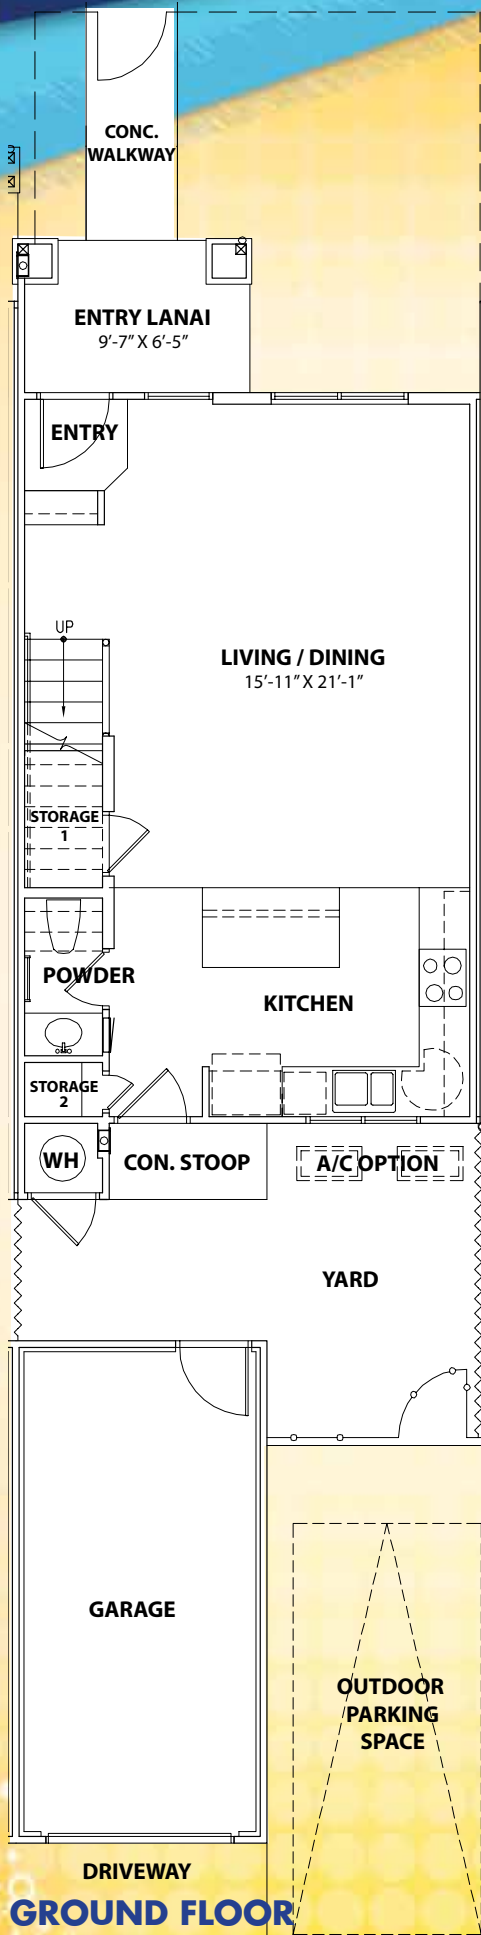 CONC.
WALKWAY
ENTRY LANAI
9'-7" X 6'-5"
ENTRY
UP
LIVING / DINING
15'-11" X 21'-1"
STORAGE
1
POWDER
KITCHEN
STORAGE
2
WH
CON. STOOP
A/C OPTION
YARD
GARAGE
OUTDOOR
PARKING
SPACE
DRIVEWAY
GROUND FLOOR